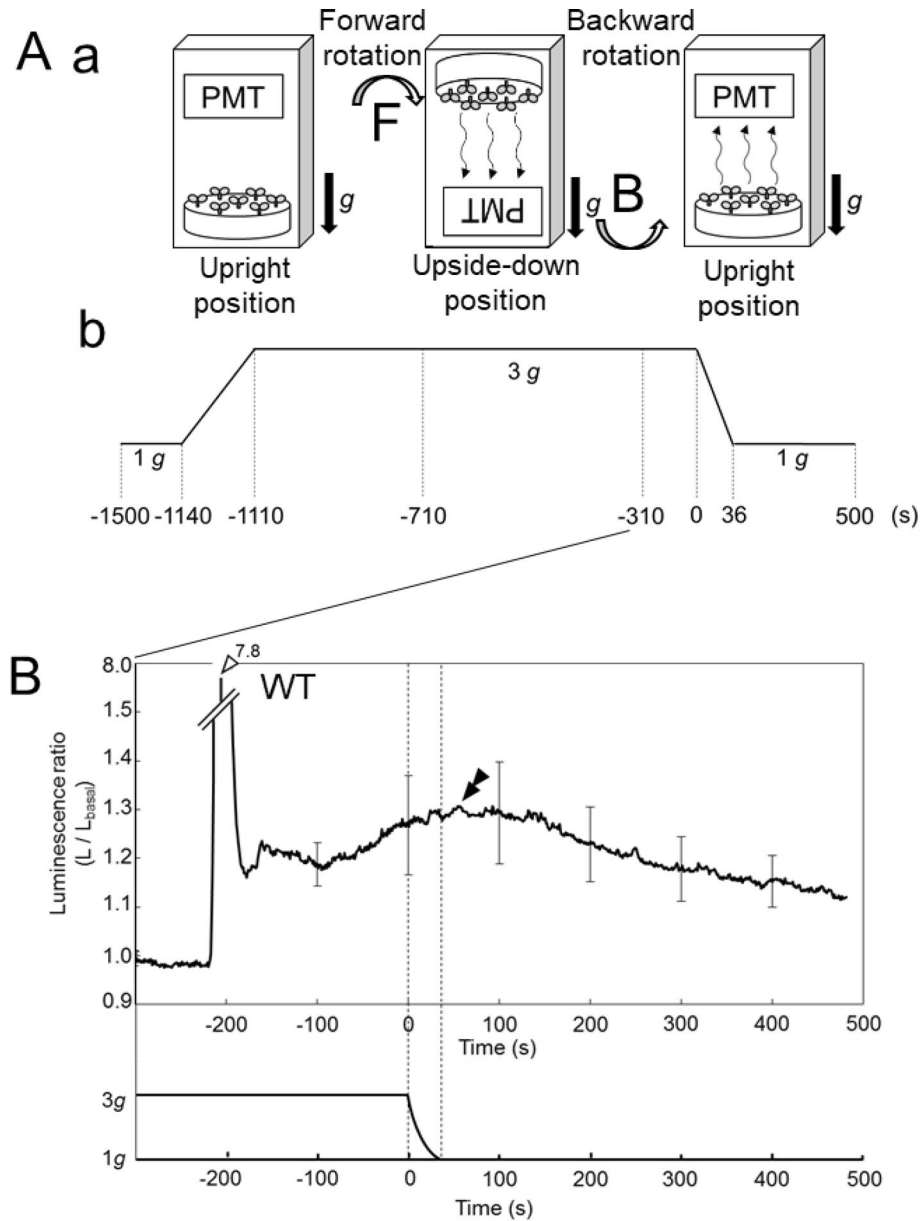 A a
Forward
rotation
Backward
rotation
PMT
F
PMT
PMT
g
g
B
g
Upright
position
Upside-down
position
Upright
position
b
3 g
1 g
1 g
-1500 -1140 -1110 -710 -310 0 36 500 (s)
B
7.8
WT
Luminescence ratio
(L / Lbasal)
8.0
1.5
1.4
1.3
1.2
1.1
1.0
0.9
-200 -100 0 100 200 300 400 500
Time (s)
3g
1g
-200 -100 0 100 200 300 400 500
Time (s)